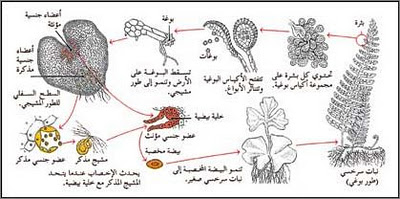 بثرة
تحتوي كل بشرة على
مجموعة أكياس بوغية.
بوغات
تتفتح الأكياس البوغية
وتتناثر الأبواغ.
بوغة
تسقط البوغة على
الأرض وتنمو إلى طور
مشيجي.
أعضاء جنسية
مؤنثة
أعضاء
جنسية
مذكرة
السطح السفلي
للطور المشيجي.
عضو جنسي مذكر
مشيج مذكر
عضو جنسي مؤنث
خلية بيضية
يحدث الإخصاب عندما يتحد
المشيج المذكر مع خلية بيضية.
بيضة مخصبة
تنمو البيضة المخصبة إلى
نبات سرخسي صغير.
نبات سرخسي
(طور بوغي)